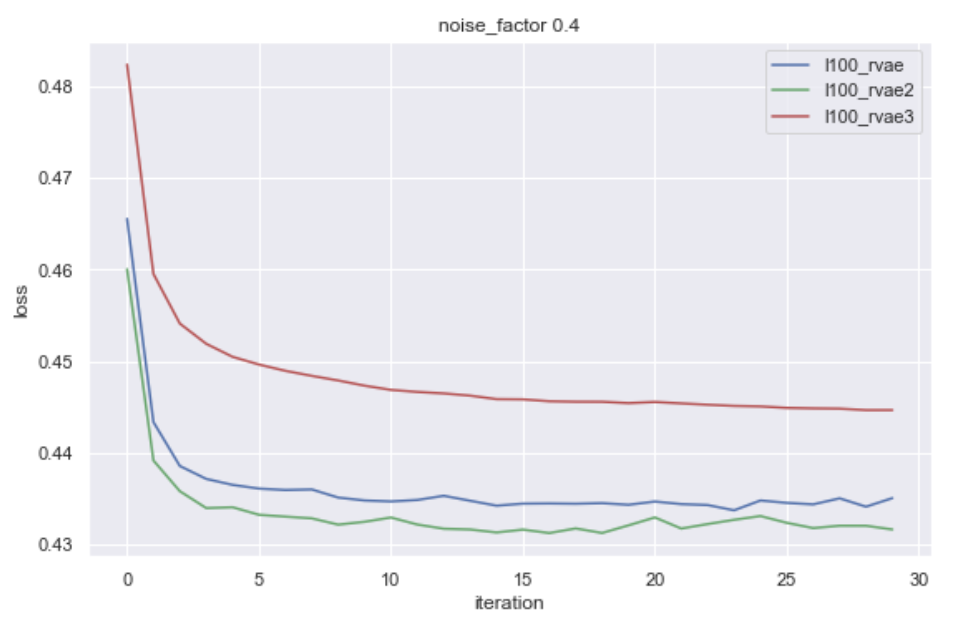 noise_factor 0.4
l100_rvae
l100_rvae2
l100_rvae3
loss
0.48
0.47
0.46
0.45
0.44
0.43
0 5 10 15 20 25 30
iteration